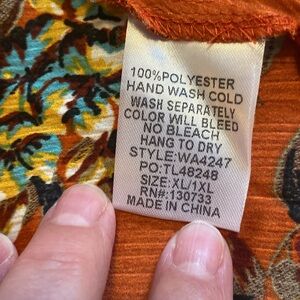 100%POLYESTER
HAND WASH COLD
WASH SEPARATELY
COLOR WILL BLEED
NO BLEACH
HANG TO DRY
STYLE:WA4247
PO:TL48248
SIZE:XL/1XL
RN#:130733
MADE IN CHINA